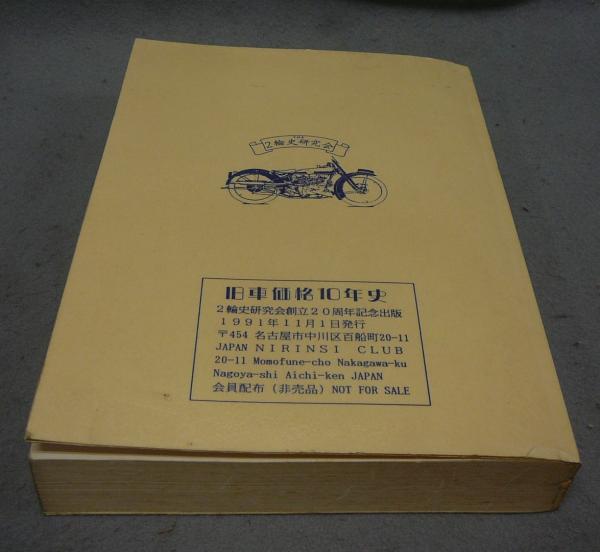 THE
2輪史研究会
旧車価格10年史
2輪史研究会創立20周年記念出版
1991年11月1日発行
〒454 名古屋市中川区百船町20-11
JAPAN NIRINSI CLUB
20-11 Momofune-cho Nakagawa-ku
Nagoya-shi Aichi-ken JAPAN
会員配布（非売品）NOT FOR SALE